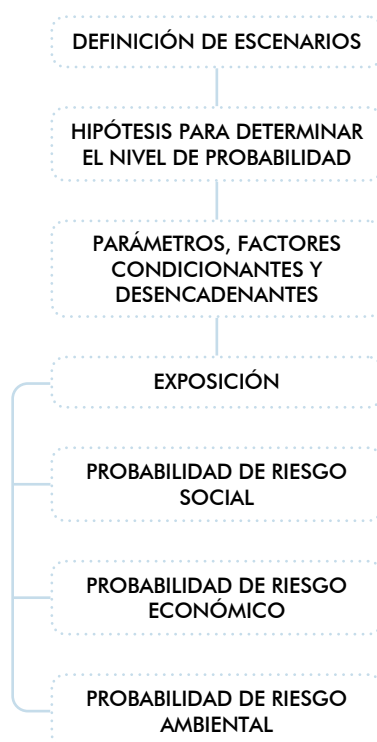 DEFINICIÓN DE ESCENARIOS
HIPÓTESIS PARA DETERMINAR
EL NIVEL DE PROBABILIDAD
PARÁMETROS, FACTORES
CONDICIONANTES Y
DESENCADENANTES
EXPOSICIÓN
PROBABILIDAD DE RIESGO
SOCIAL
PROBABILIDAD DE RIESGO
ECONÓMICO
PROBABILIDAD DE RIESGO
AMBIENTAL